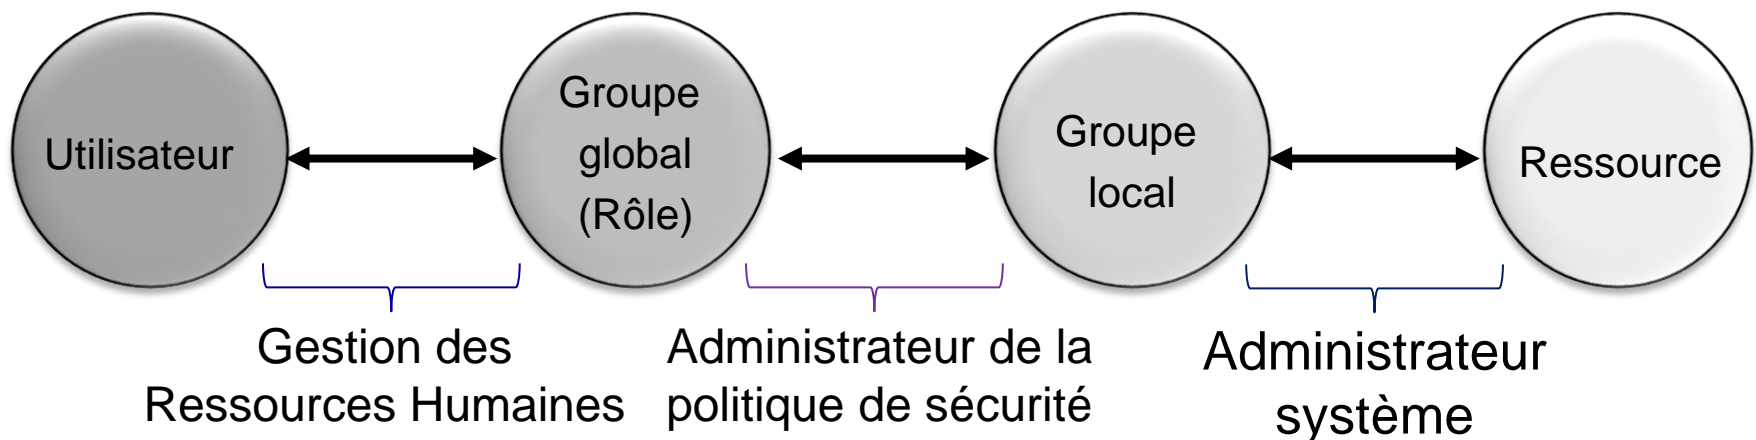 Utilisateur
Groupe
global
(Rôle)
Groupe
local
Ressource
Gestion des
Ressources Humaines
Administrateur de la
politique de sécurité
Administrateur
système